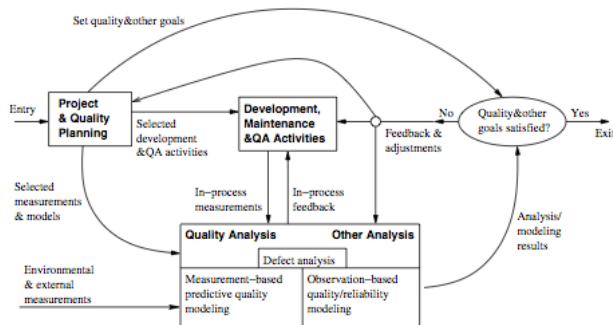 Set quality&other goals
Entry
Project
& Quality
Planning
Selected
development
&QA activities
Development,
Maintenance
&QA Activities
No
Feedback &
adjustments
Quality&other
goals satisfied?
Yes
Exit
Selected
measurements
& models
In-process
measurements
In-process
feedback
Analysis/
modeling
results
Quality Analysis
Other Analysis
Defect analysis
Environmental
& external
measurements
Measurement-based
predictive quality
modeling
Observation-based
quality/reliability
modeling